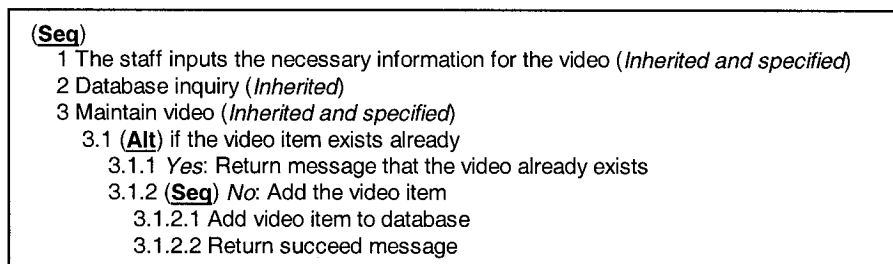 (Seq)
1 The staff inputs the necessary information for the video (Inherited and specified)
2 Database inquiry (Inherited)
3 Maintain video (Inherited and specified)
3.1 (Alt) if the video item exists already
3.1.1 Yes: Return message that the video already exists
3.1.2 (Seq) No: Add the video item
3.1.2.1 Add video item to database
3.1.2.2 Return succeed message